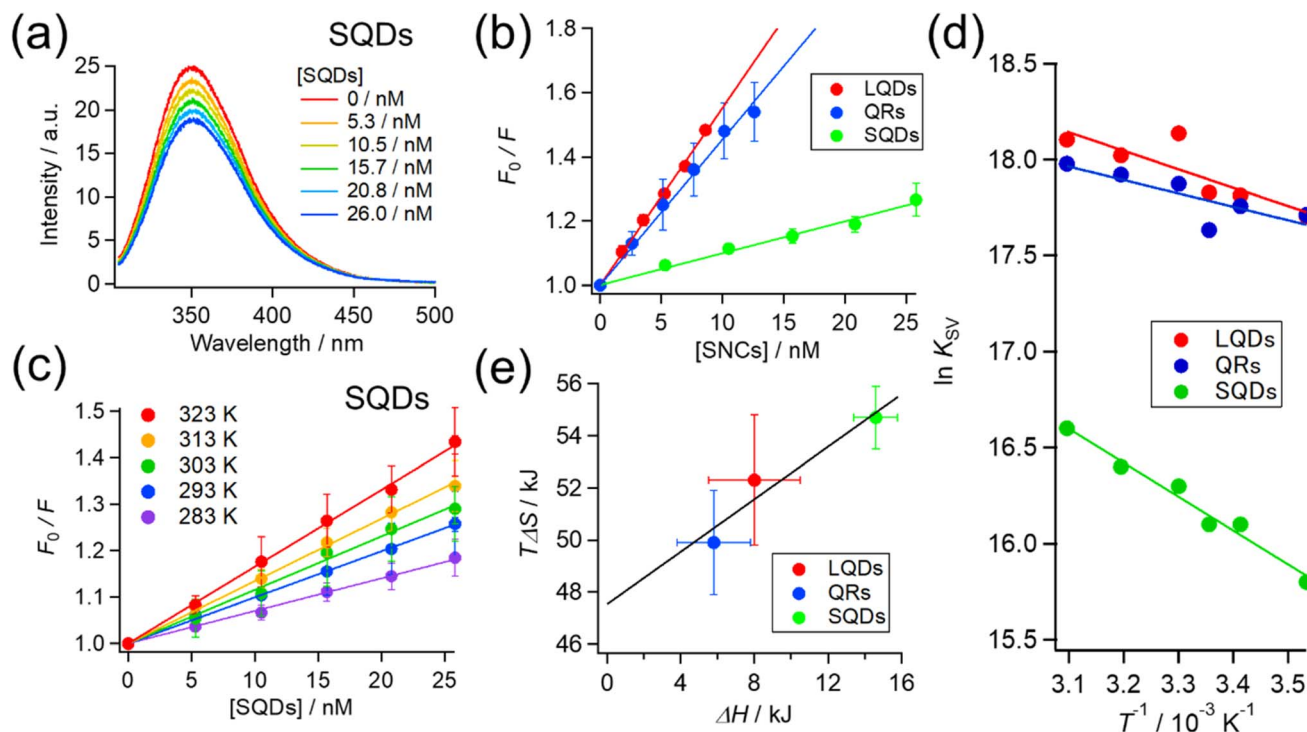 (a)
SQDs
[SQDs]
0 / nM
5.3 / nM
10.5 / nM
15.7 / nM
20.8 / nM
26.0 / nM
25
20
15
10
5
0
Intensity / a.u.
350
400
450
500
Wavelength / nm
(b)
LQDs
QRs
SQDs
1.8
1.6
1.4
1.2
1.0
F₀ / F
0
5
10
15
20
25
[SNCs] / nM
(c)
SQDs
323 K
313 K
303 K
293 K
283 K
1.5
1.4
1.3
1.2
1.1
1.0
F₀ / F
0
5
10
15
20
25
[SQDs] / nM
(e)
56
54
52
50
48
46
TΔS / kJ
LQDs
QRs
SQDs
0
4
8
12
16
ΔH / kJ
(d)
18.5
18.0
17.5
17.0
16.5
16.0
15.5
ln K_SV
LQDs
QRs
SQDs
3.1
3.2
3.3
3.4
3.5
T⁻¹ / 10⁻³ K⁻¹